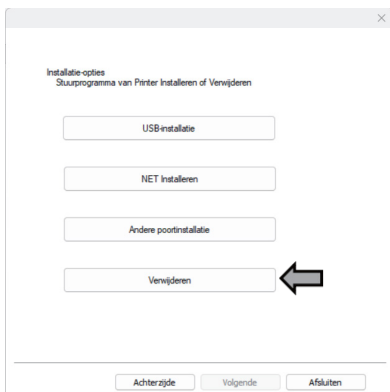 Installatie-opties
Stuurprogramma van Printer Installeren of Verwijderen
USB-installatie
NET Installeren
Andere poortinstallatie
Verwijderen
Achterzijde
Volgende
Afsluiten